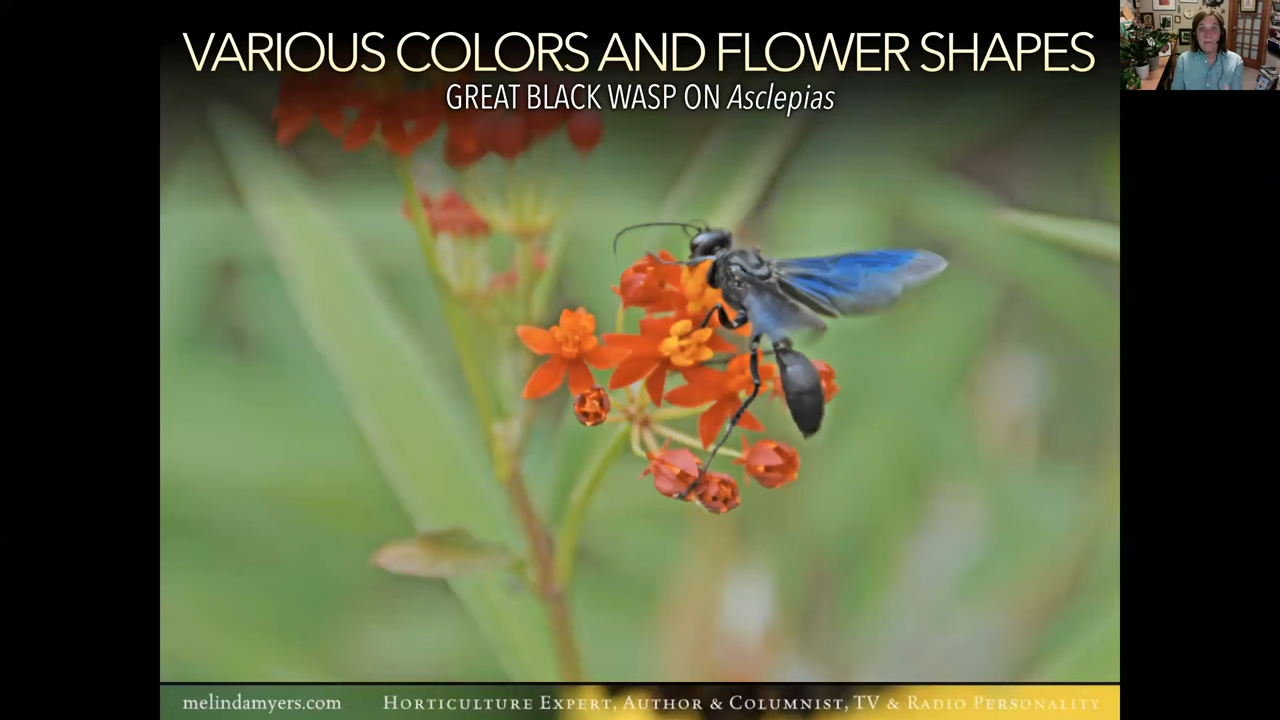 VARIOUS COLORS AND FLOWER SHAPES
GREAT BLACK WASP ON Asclepias
melindamyers.com HORTICULTURE EXPERT, AUTHOR & COLUMNIST, TV & RADIO PERSONALITY